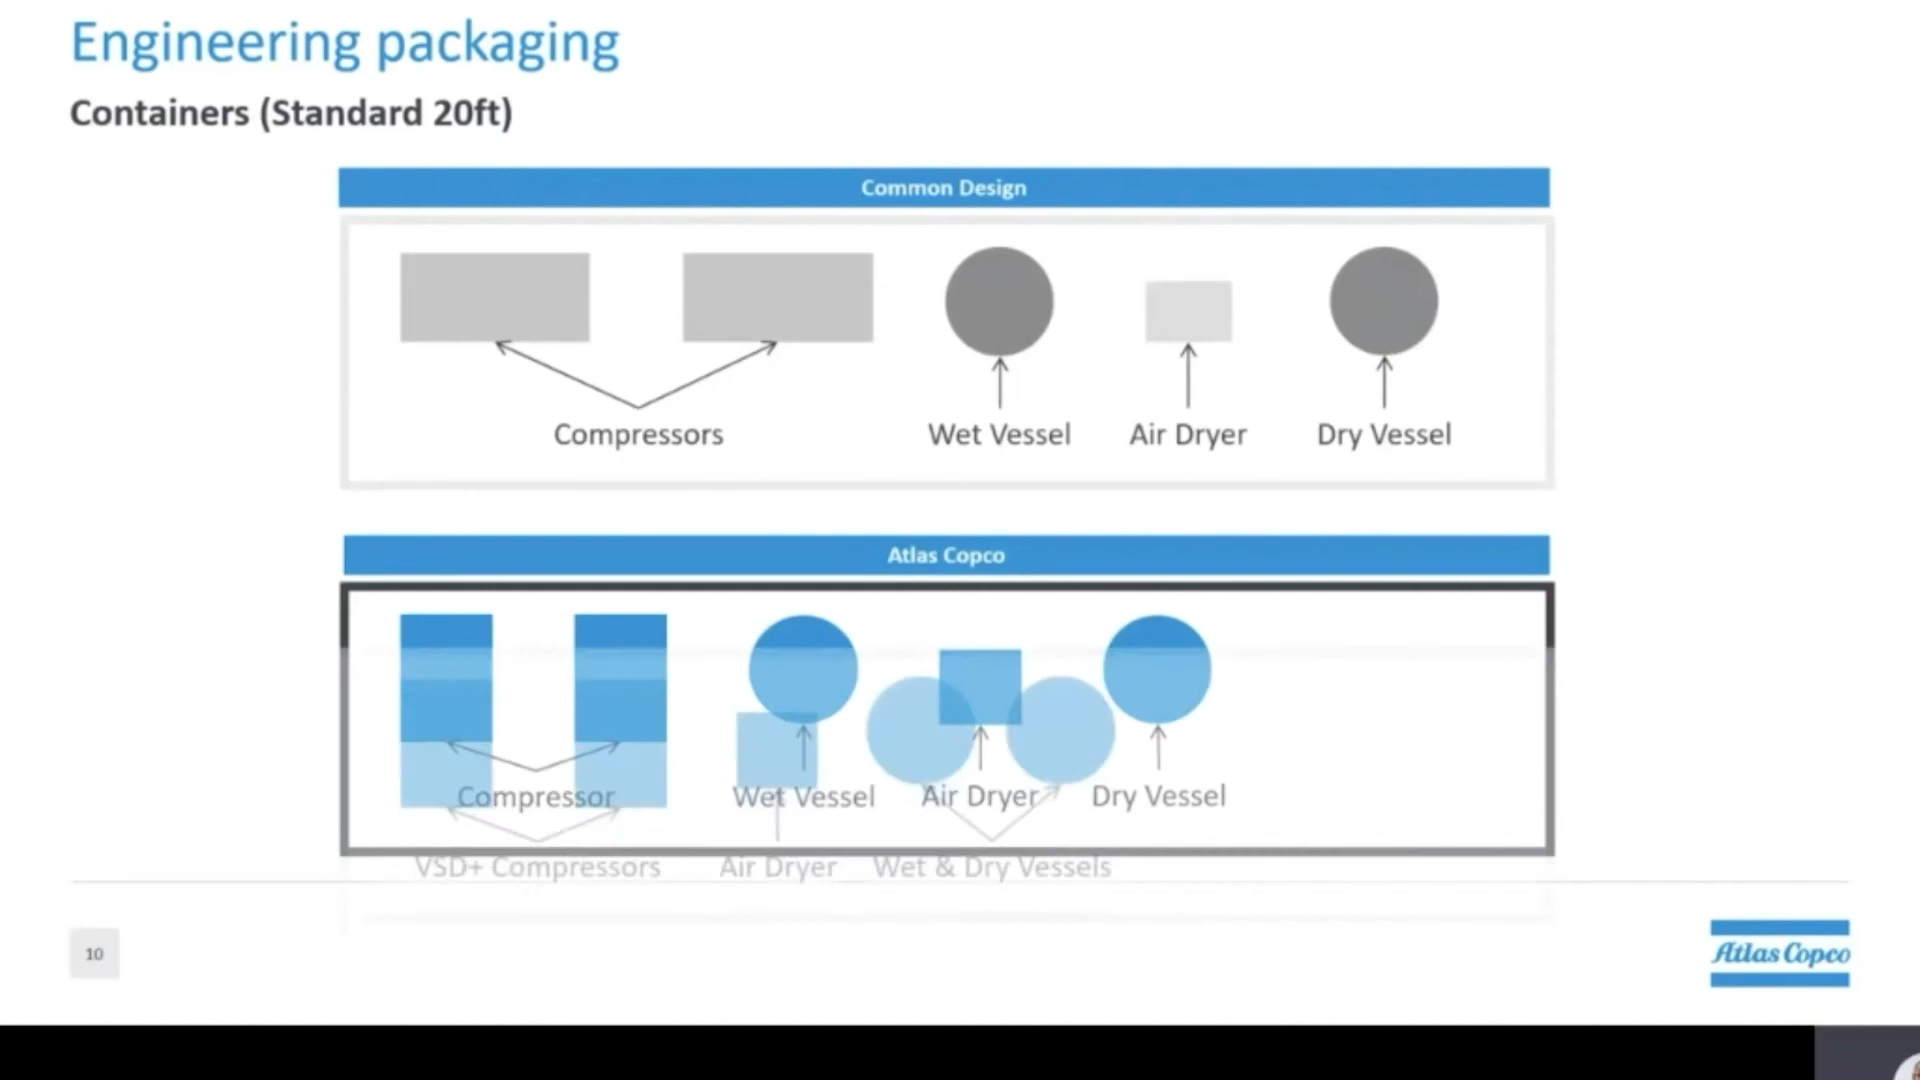 Engineering packaging
Containers (Standard 20ft)
Common Design
Compressors Wet Vessel Air Dryer Dry Vessel
Atlas Copco
Compressor Wet Vessel Air Dryer Dry Vessel
VSD+ Compressors Air Dryer Wet & Dry Vessels
10
Atlas Copco